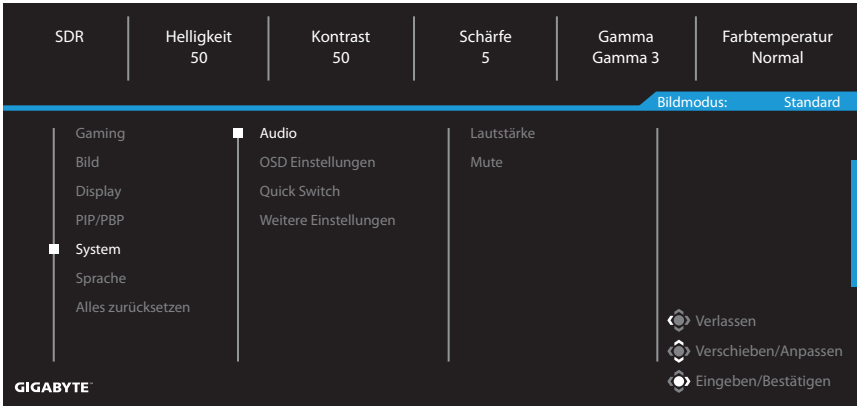 SDR
Helligkeit
50
Kontrast
50
Schärfe
5
Gamma
Gamma 3
Farbtemperatur
Normal
Bildmodus: Standard
Gaming
Bild
Display
PIP/PBP
System
Sprache
Alles zurücksetzen
Audio
OSD Einstellungen
Quick Switch
Weitere Einstellungen
Lautstärke
Mute
Verlassen
Verschieben/Anpassen
Eingeben/Bestätigen
GIGABYTE™